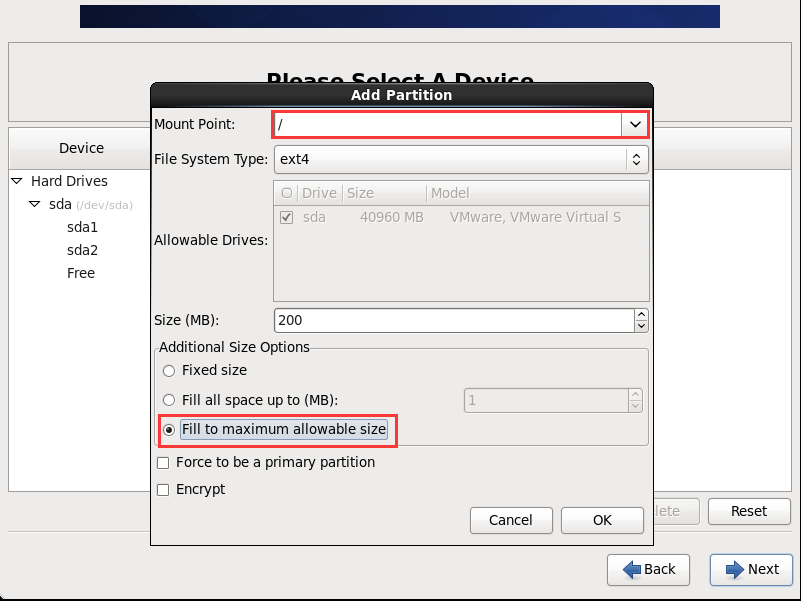 Please Select A Device
Add Partition
Device
Hard Drives
sda (/dev/sda)
sda1
sda2
Free
Mount Point: /
File System Type: ext4
Allowable Drives:
Drive Size Model
sda 40960 MB VMware, VMware Virtual S
Size (MB): 200
Additional Size Options
Fixed size
Fill all space up to (MB): 1
Fill to maximum allowable size
Force to be a primary partition
Encrypt
Cancel OK
lete Reset
Back Next